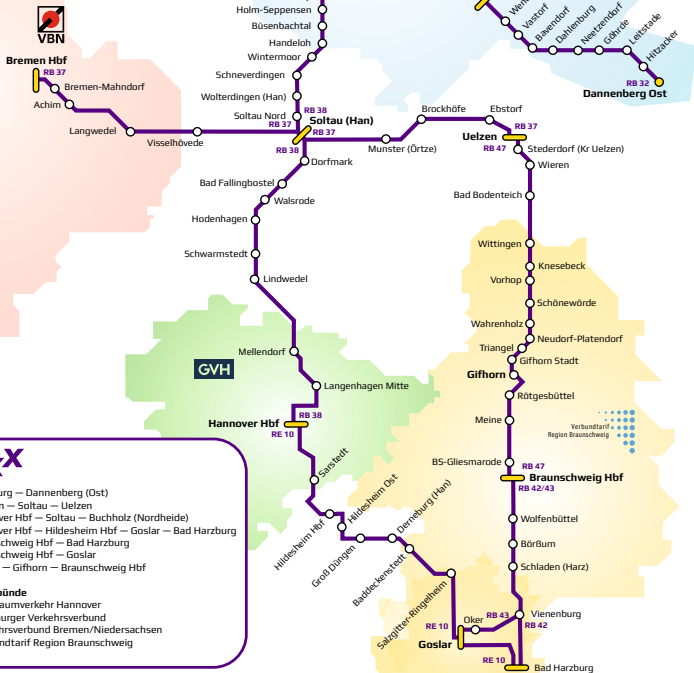 Holm-Seppensen
Büsenbachtal
Handeloh
Wintermoor
Schneverdingen
Wolterdingen (Han)
Soltau Nord
RB 38
RB 37
Soltau (Han)
RB 37
RB 38
VBN
Bremen Hbf
RB 37
Bremen-Mahndorf
Achim
Langwedel
Visselhövede
Vastorf
Bavendorf
Dahlenburg
Neetzendorf
Göhrde
Leitstade
Hitzacker
RB 32
Dannenberg Ost
Brockhöfe
Ebstorf
Munster (Örtze)
Uelzen
RB 37
RB 47
Stederdorf (Kr Uelzen)
Wieren
Bad Bodenteich
Wittingen
Knesebeck
Vorhop
Schönewörde
Wahrenholz
Neudorf-Platendorf
Triangel
Gifhorn Stadt
Gifhorn
Rötgesbüttel
Meine
BS-Gliesmarode
RB 47
Braunschweig Hbf
RB 42/43
Verbundtarif
Region Braunschweig
Wolfenbüttel
Börßum
Schladen (Harz)
Vienenburg
RB 43
RB 42
Oker
RE 10
Goslar
RE 10
Bad Harzburg
Dorfmark
Bad Fallingbostel
Walsrode
Hodenhagen
Schwarmstedt
Lindwedel
Mellendorf
GVH
Langenhagen Mitte
Hannover Hbf
RB 38
RE 10
Sarstedt
Hildesheim Hbf
Hildesheim Ost
Groß Düngen
Derneburg (Han)
Baddeckenstedt
Salzgitter-Ringelheim
x
urg – Dannenberg (Ost)
n – Soltau – Uelzen
ver Hbf – Soltau – Buchholz (Nordheide)
ver Hbf – Hildesheim Hbf – Goslar – Bad Harzburg
schweig Hbf – Bad Harzburg
schweig Hbf – Goslar
– Gifhorn – Braunschweig Hbf
bünde
raumverkehr Hannover
burger Verkehrsverbund
hrsverbund Bremen/Niedersachsen
ndtarif Region Braunschweig